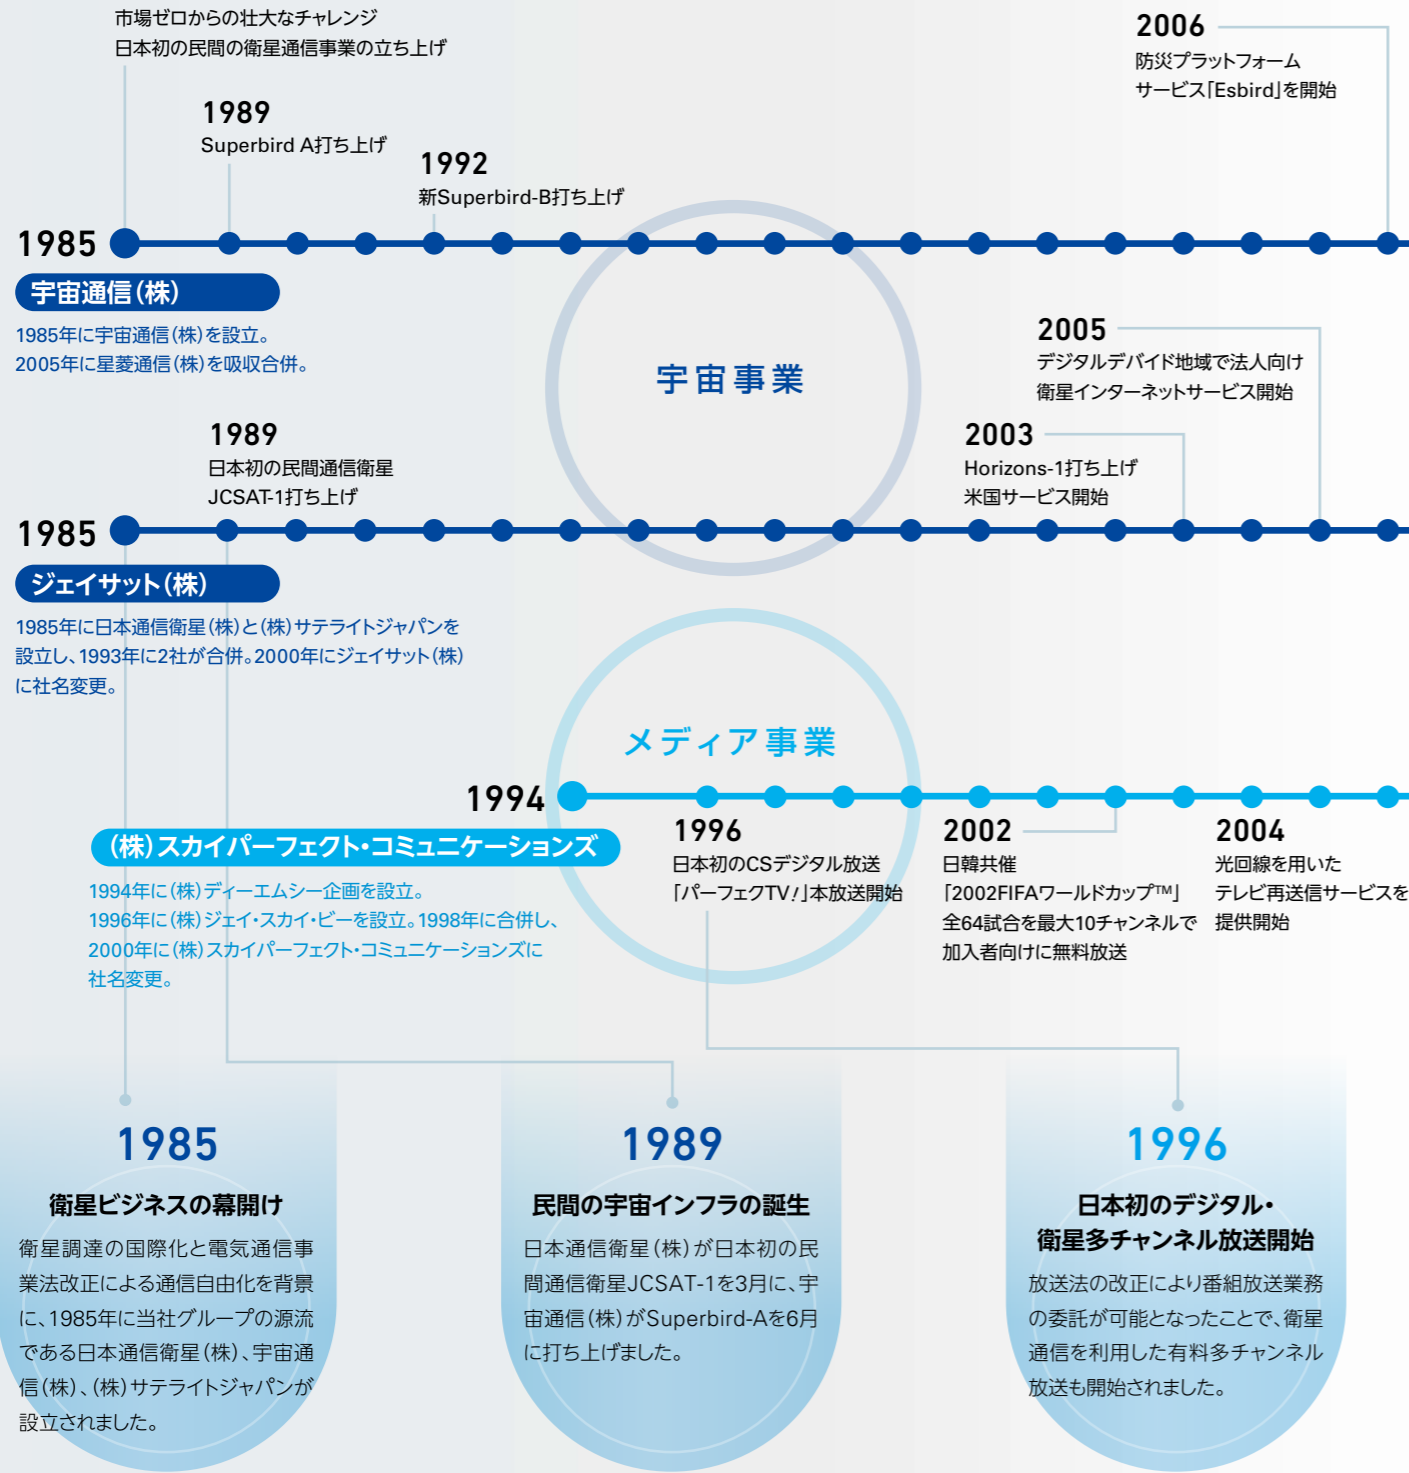 市場ゼロからの壮大なチャレンジ
日本初の民間の衛星通信事業の立ち上げ
2006
防災プラットフォーム
サービス「Esbird」を開始
1989
Superbird A打ち上げ
1992
新Superbird-B打ち上げ
1985
宇宙通信(株)
1985年に宇宙通信(株)を設立。
2005年に星菱通信(株)を吸収合併。
宇宙事業
2005
デジタルデバイド地域で法人向け
衛星インターネットサービス開始
1989
日本初の民間通信衛星
JCSAT-1打ち上げ
2003
Horizons-1打ち上げ
米国サービス開始
1985
ジェイサット(株)
1985年に日本通信衛星(株)と(株)サテライトジャパンを
設立し、1993年に2社が合併。2000年にジェイサット(株)
に社名変更。
メディア事業
1994
(株)スカイパーフェクト・コミュニケーションズ
1994年に(株)ディーエムシー企画を設立。
1996年に(株)ジェイ・スカイ・ビーを設立。1998年に合併し、
2000年に(株)スカイパーフェクト・コミュニケーションズに
社名変更。
1996
日本初のCSデジタル放送
「パーフェクTV!」本放送開始
2002
日韓共催
「2002FIFAワールドカップ™」
全64試合を最大10チャンネルで
加入者向けに無料放送
2004
光回線を用いた
テレビ再送信サービスを
提供開始
1985
衛星ビジネスの幕開け
衛星調達の国際化と電気通信事
業法改正による通信自由化を背景
に、1985年に当社グループの源流
である日本通信衛星(株)、宇宙通
信(株)、(株)サテライトジャパンが
設立されました。
1989
民間の宇宙インフラの誕生
日本通信衛星(株)が日本初の民
間通信衛星JCSAT-1を3月に、宇
宙通信(株)がSuperbird-Aを6月
に打ち上げました。
1996
日本初のデジタル・
衛星多チャンネル放送開始
放送法の改正により番組放送業務
の委託が可能となったことで、衛星
通信を利用した有料多チャンネル
放送も開始されました。